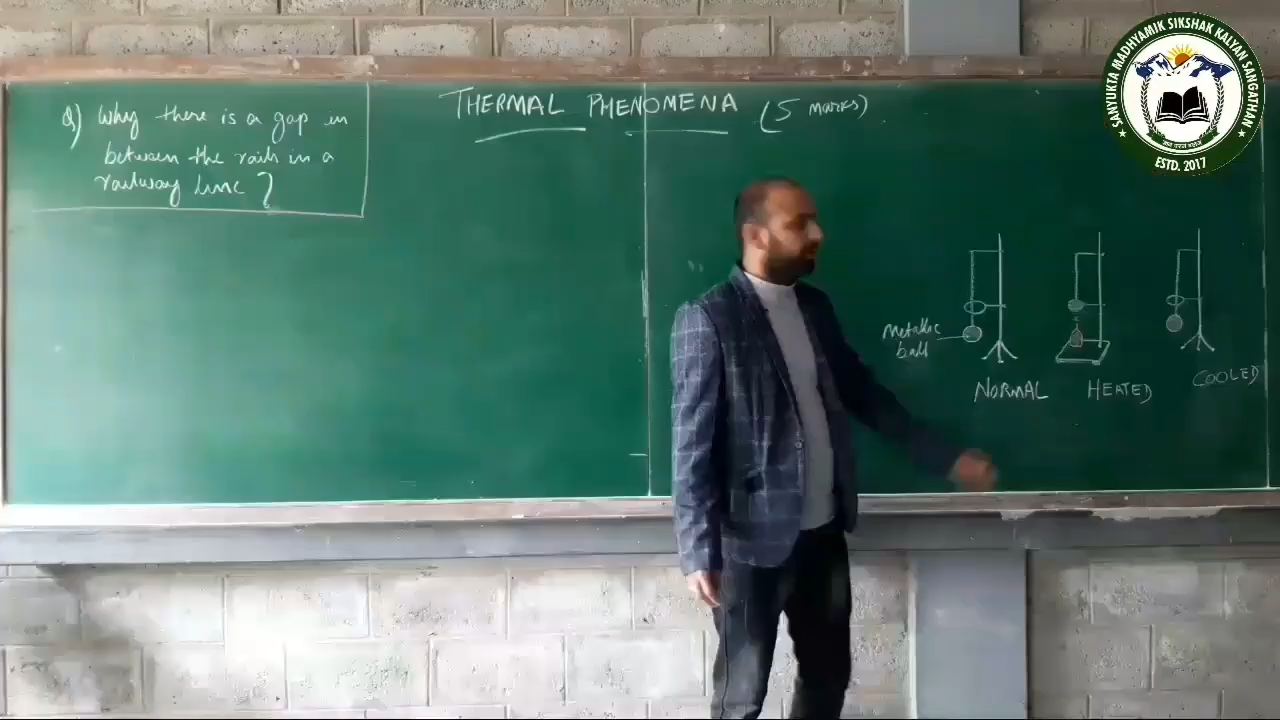 Q) Why there is a gap in
between the rails in a
railway line?
THERMAL PHENOMENA (5 marks)
Metallic
ball
NORMAL
HEATED
COOLED
SANYUKTA MADHYAMIK SIKSHAK KALYAN SANGATHAN
ESTD. 2017